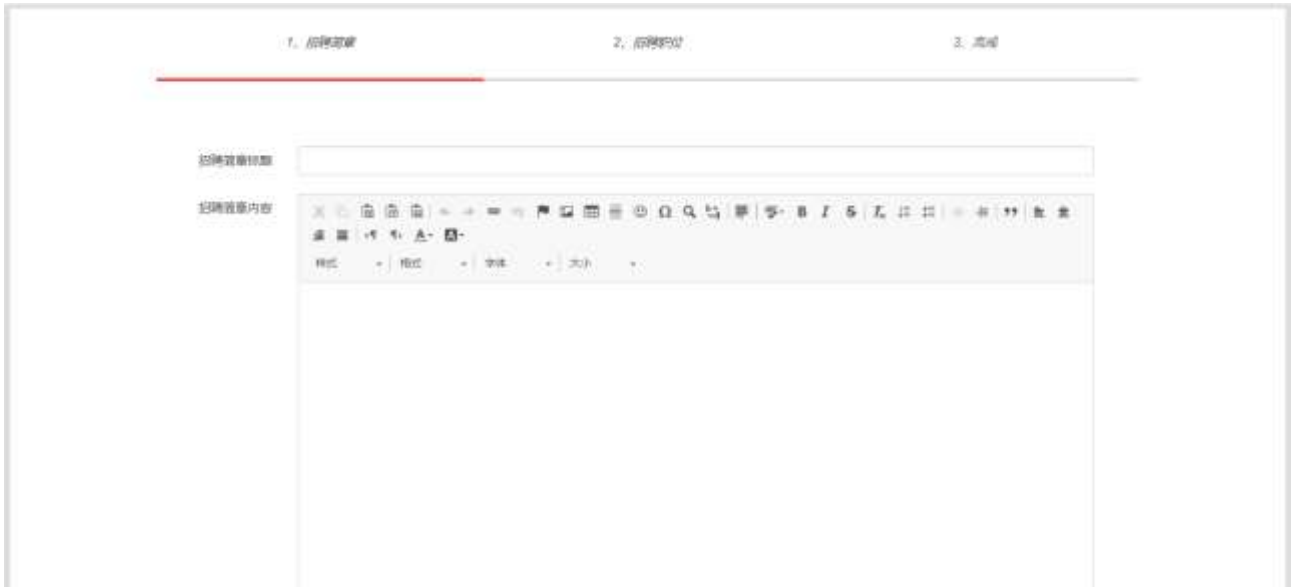 1、招聘简章
2、招聘职位
3、完成
招聘简章标题
招聘简章内容
样式 格式 字体 大小